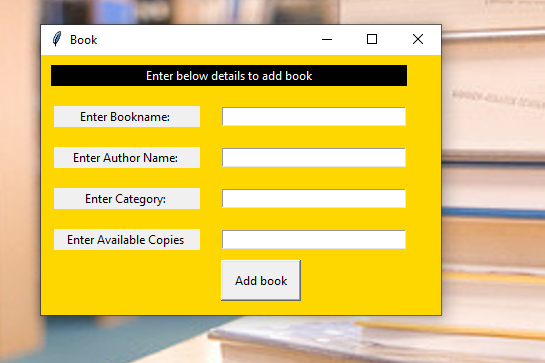 Book
Enter below details to add book
Enter Bookname:
Enter Author Name:
Enter Category:
Enter Available Copies
Add book